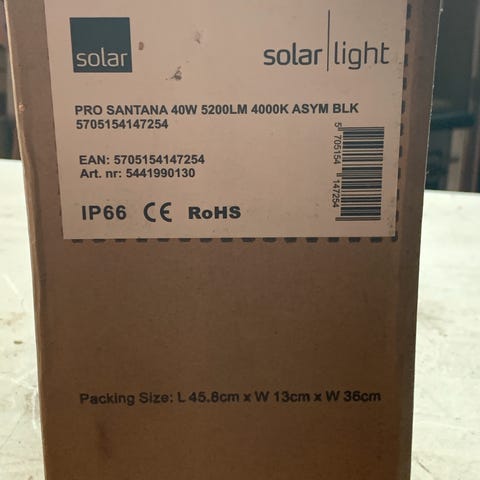 solar
solar light
PRO SANTANA 40W 5200LM 4000K ASYM BLK
5705154147254
EAN: 5705154147254
Art. nr: 5441990130
IP66 CE RoHS
5 705154 147254
Packing Size: L 45.8cm x W 13cm x W 36cm